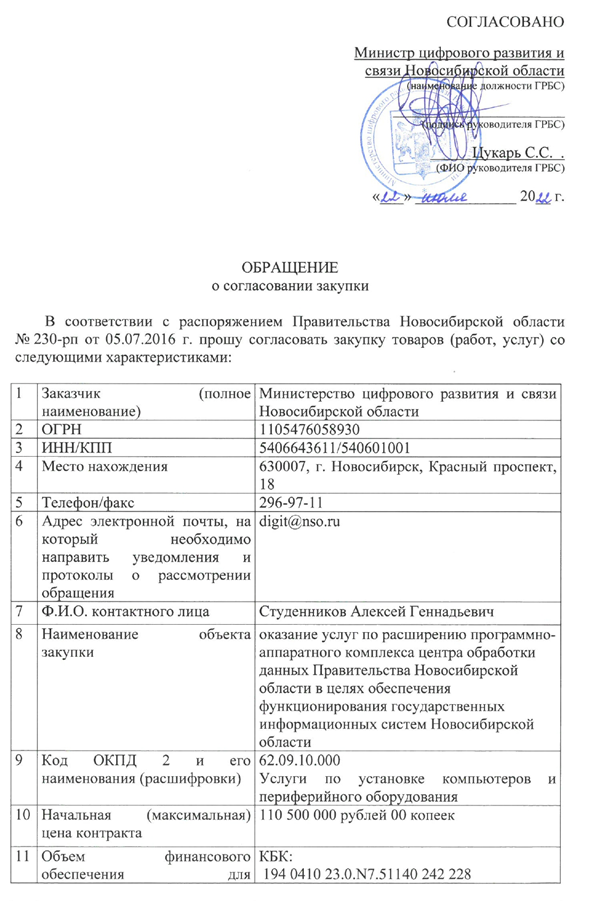 СОГЛАСОВАНО
Министр цифрового развития и
связи Новосибирской области
(наименование должности ГРБС)
(подпись руководителя ГРБС)
Цукарь С.С. .
(ФИО руководителя ГРБС)
«22» июля 2022 г.
ОБРАЩЕНИЕ
о согласовании закупки
В соответствии с распоряжением Правительства Новосибирской области
№ 230-рп от 05.07.2016 г. прошу согласовать закупку товаров (работ, услуг) со
следующими характеристиками:
1 Заказчик (полное Министерство цифрового развития и связи
наименование) Новосибирской области
2 ОГРН 1105476058930
3 ИНН/КПП 5406643611/540601001
4 Место нахождения 630007, г. Новосибирск, Красный проспект,
18
5 Телефон/факс 296-97-11
6 Адрес электронной почты, на digit@nso.ru
который необходимо
направить уведомления и
протоколы о рассмотрении
обращения
7 Ф.И.О. контактного лица Студенников Алексей Геннадьевич
8 Наименование объекта оказание услуг по расширению программно-
закупки аппаратного комплекса центра обработки
данных Правительства Новосибирской
области в целях обеспечения
функционирования государственных
информационных систем Новосибирской
области
9 Код ОКПД 2 и его 62.09.10.000
наименования (расшифровки) Услуги по установке компьютеров и
периферийного оборудования
10 Начальная (максимальная) 110 500 000 рублей 00 копеек
цена контракта
11 Объем финансового КБК:
обеспечения для 194 0410 23.0.N7.51140 242 228